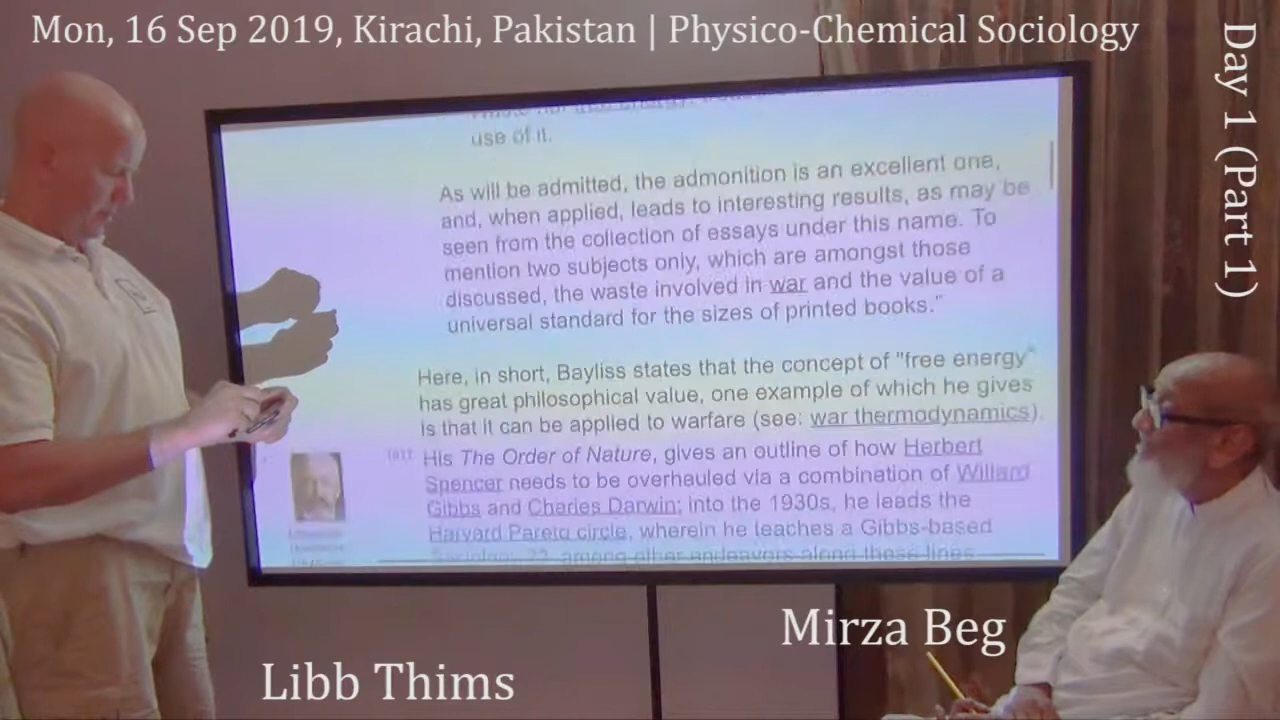 Mon, 16 Sep 2019, Kirachi, Pakistan | Physico-Chemical Sociology
Day 1 (Part 1)
use of it.
As will be admitted, the admonition is an excellent one,
and, when applied, leads to interesting results, as may be
seen from the collection of essays under this name. To
mention two subjects only, which are amongst those
discussed, the waste involved in war and the value of a
universal standard for the sizes of printed books."
Here, in short, Bayliss states that the concept of "free energy"
has great philosophical value, one example of which he gives
is that it can be applied to warfare (see: war thermodynamics).
His The Order of Nature, gives an outline of how Herbert
Spencer needs to be overhauled via a combination of Willard
Gibbs and Charles Darwin; into the 1930s, he leads the
Harvard Pareto circle, wherein he teaches a Gibbs-based
among other endeavors along these lines
Mirza Beg
Libb Thims